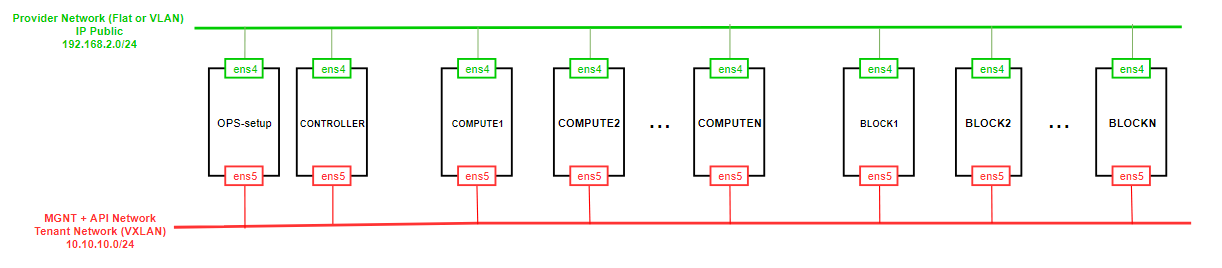 Provider Network (Flat or VLAN)
IP Public
192.168.2.0/24
ens4
ens4
ens4
ens4
ens4
ens4
ens4
ens4
OPS-setup
CONTROLLER
COMPUTE1
COMPUTE2
...
COMPUTEN
BLOCK1
BLOCK2
...
BLOCKN
ens5
ens5
ens5
ens5
ens5
ens5
ens5
ens5
MGNT + API Network
Tenant Network (VXLAN)
10.10.10.0/24